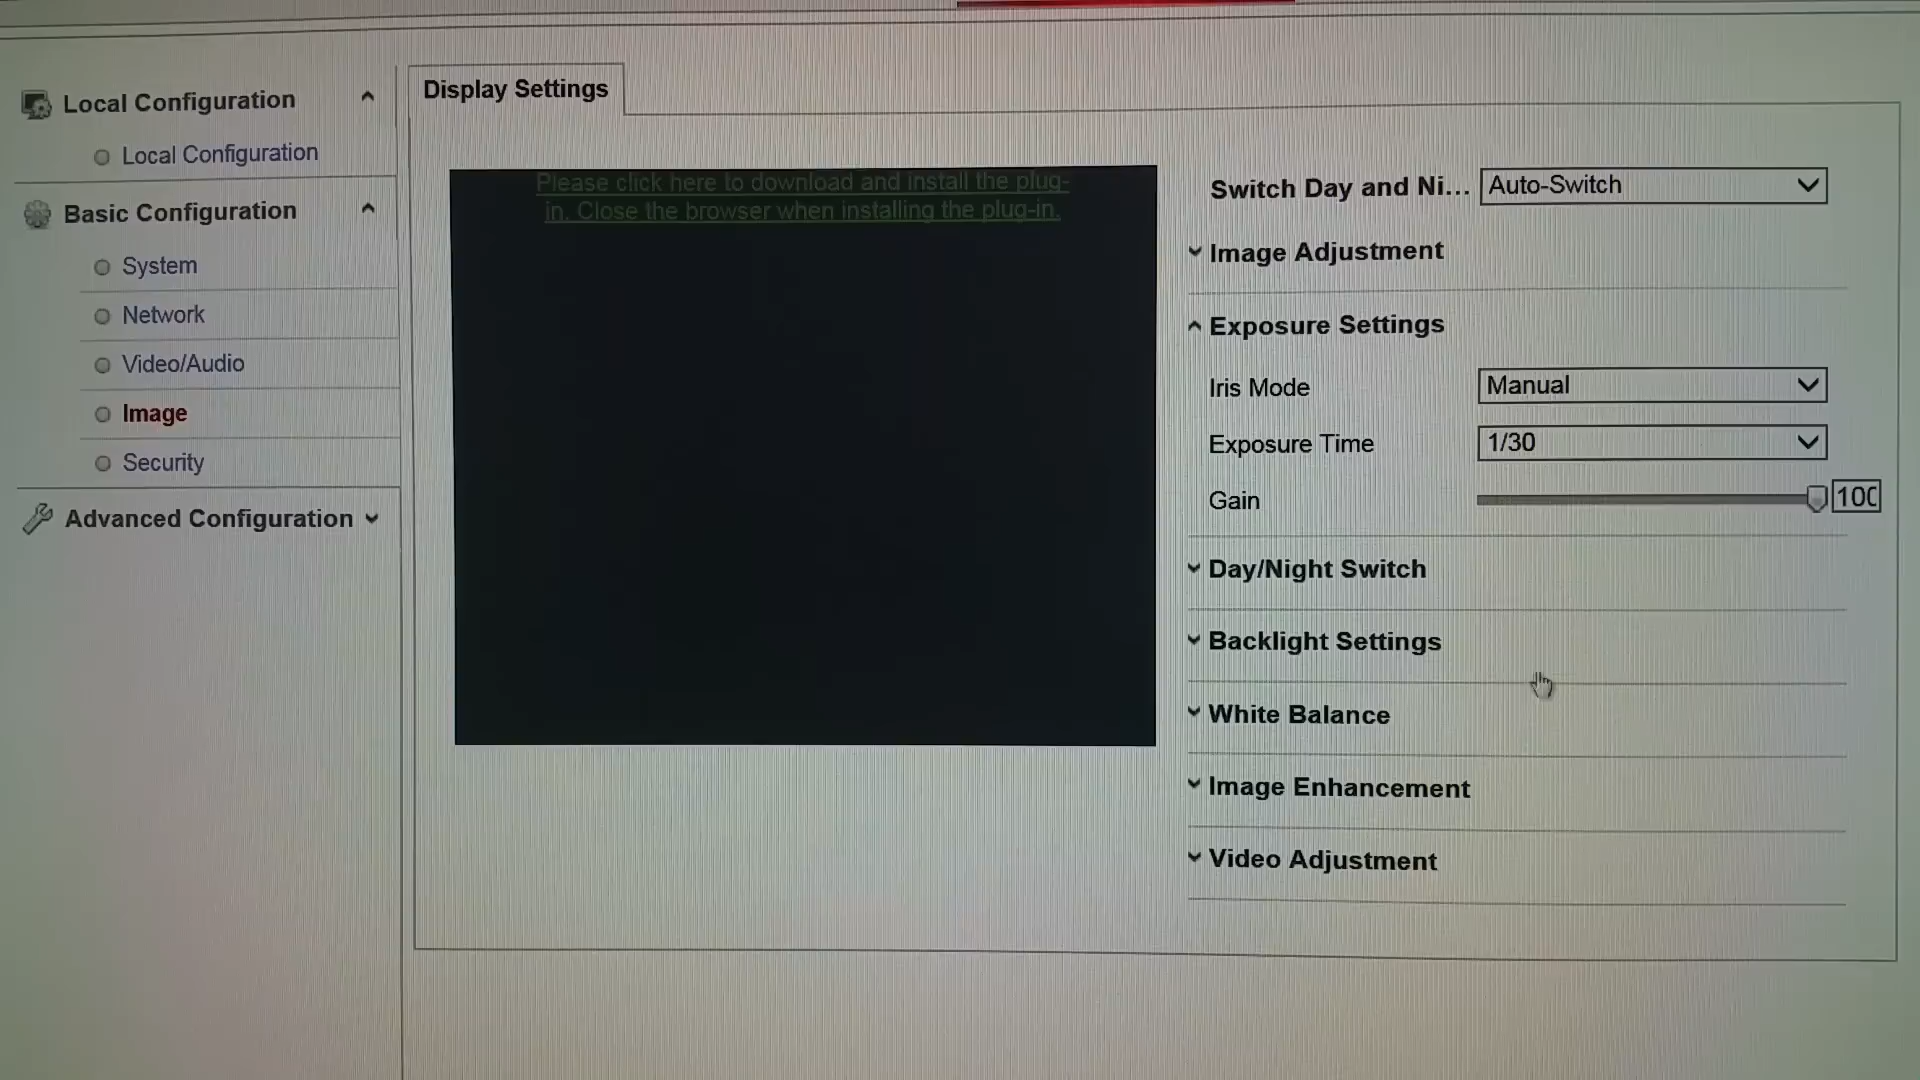 Local Configuration
Local Configuration
Basic Configuration
System
Network
Video/Audio
Image
Security
Advanced Configuration
Display Settings
Please click here to download and install the plug-
in. Close the browser when installing the plug-in.
Switch Day and Ni... Auto-Switch
Image Adjustment
Exposure Settings
Iris Mode Manual
Exposure Time 1/30
Gain 100
Day/Night Switch
Backlight Settings
White Balance
Image Enhancement
Video Adjustment